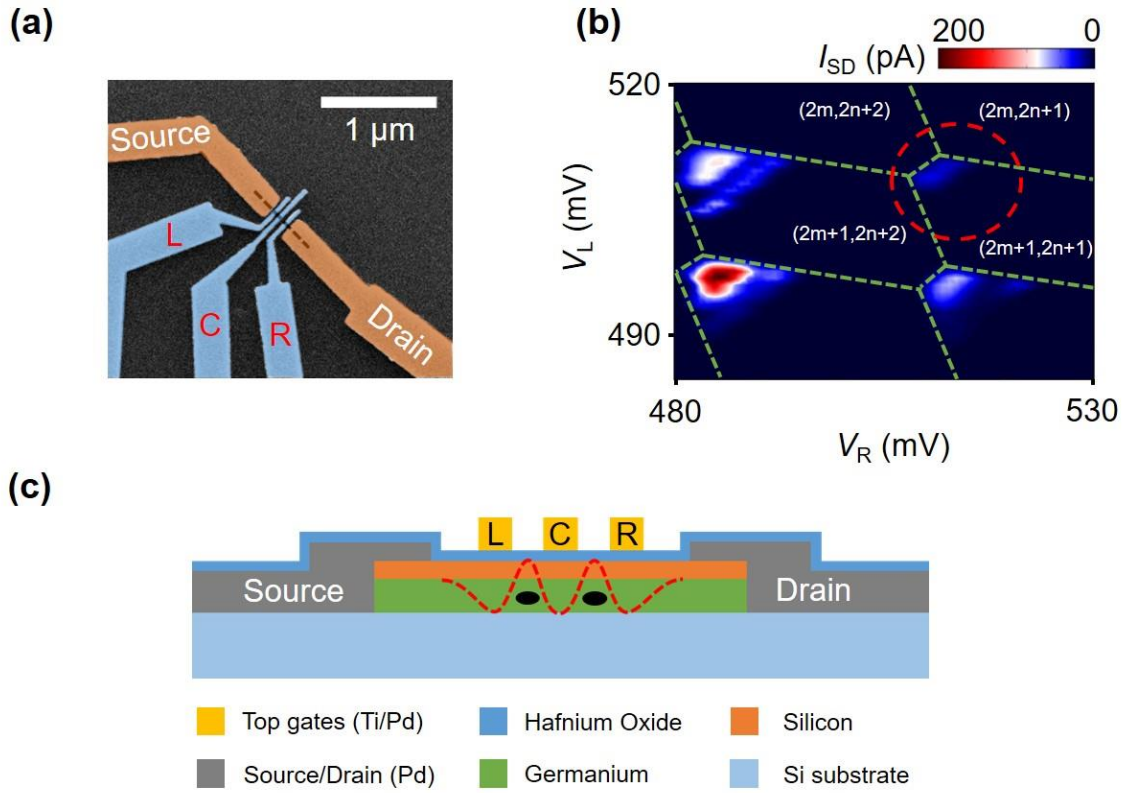 (a)
1 μm
Source
L
C
R
Drain
(b)
200
0
I_SD (pA)
520
490
V_L (mV)
480
530
V_R (mV)
(2m,2n+2)
(2m,2n+1)
(2m+1,2n+2)
(2m+1,2n+1)
(c)
L C R
Source
Drain
Top gates (Ti/Pd)
Hafnium Oxide
Silicon
Source/Drain (Pd)
Germanium
Si substrate